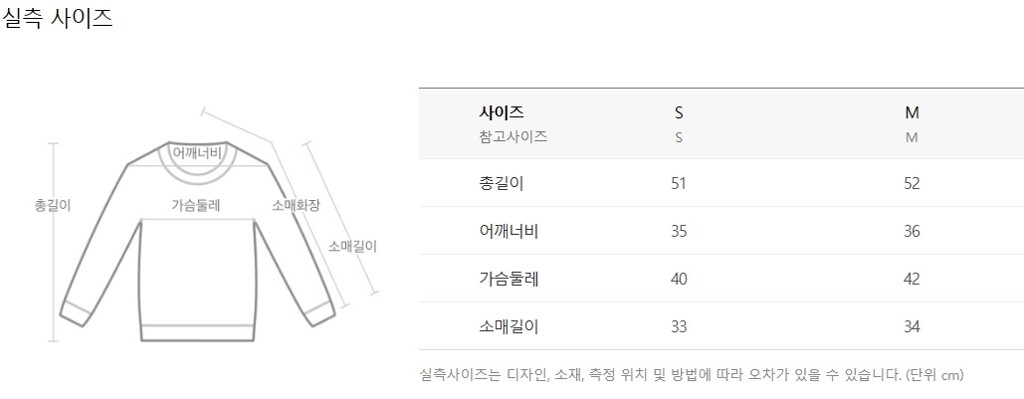 실측 사이즈
어깨너비
총길이
가슴둘레
소매화장
소매길이
사이즈 S M
참고사이즈 S M
총길이 51 52
어깨너비 35 36
가슴둘레 40 42
소매길이 33 34
실측사이즈는 디자인, 소재, 측정 위치 및 방법에 따라 오차가 있을 수 있습니다. (단위 cm)